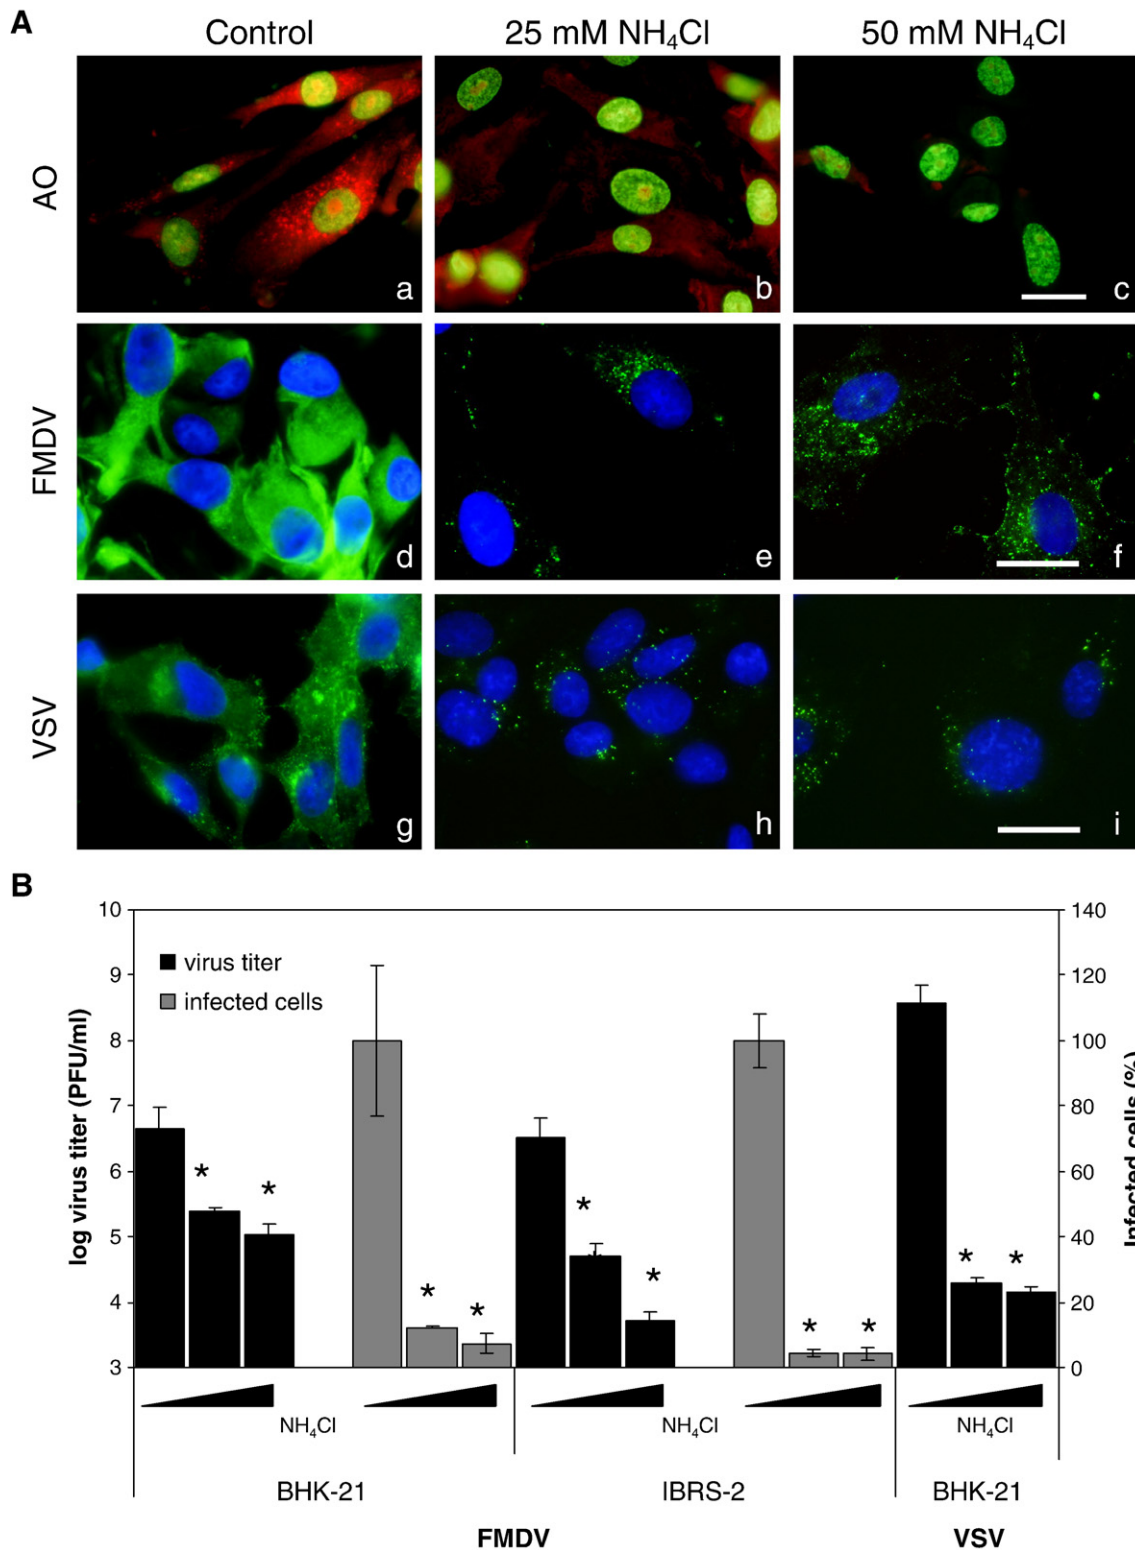 A
Control 25 mM NH₄Cl 50 mM NH₄Cl
AO
a b c
FMDV
d e f
VSV
g h i
B
10 140
9 120
8 100
7 80
6 60
5 40
4 20
3 0
log virus titer (PFU/ml)
Infected cells (%)
virus titer
infected cells
* * * * * * * * * *
NH₄Cl NH₄Cl NH₄Cl
BHK-21 IBRS-2 BHK-21
FMDV VSV